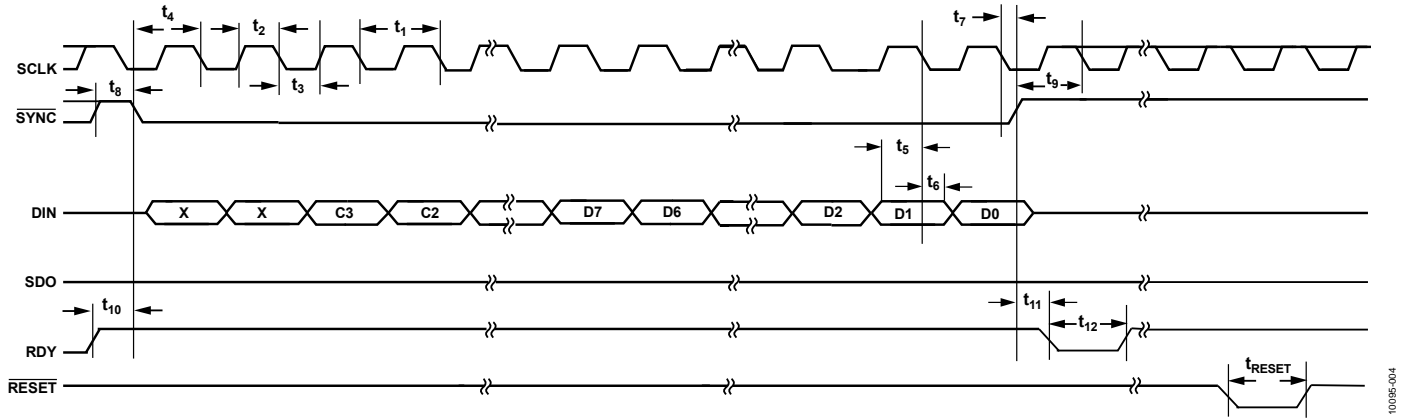 t4 t2 t1 t7
SCLK
t8 t3 t9
SYNC
t5
t6
DIN X X C3 C2 D7 D6 D2 D1 D0
SDO
t10 t11 t12
RDY
tRESET
RESET
10095-004